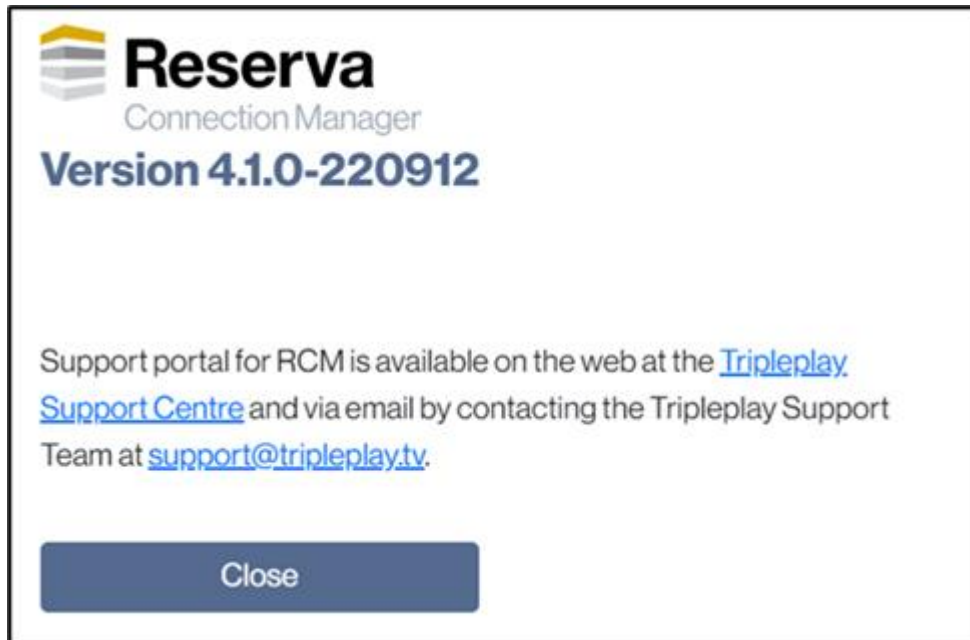 Reserva
Connection Manager
Version 4.1.0-220912
Support portal for RCM is available on the web at the Tripleplay
Support Centre and via email by contacting the Tripleplay Support
Team at support@tripleplay.tv.
Close